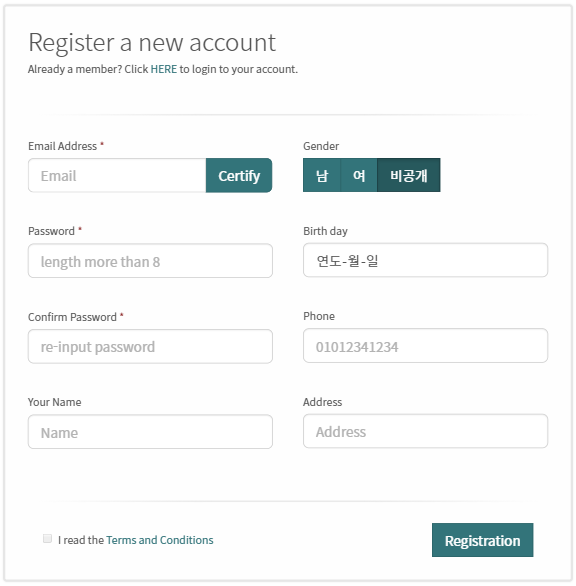 Register a new account
Already a member? Click HERE to login to your account.
Email Address *
Email
Certify
Gender
남 여 비공개
Password *
length more than 8
Birth day
연도-월-일
Confirm Password *
re-input password
Phone
01012341234
Your Name
Name
Address
Address
I read the Terms and Conditions
Registration